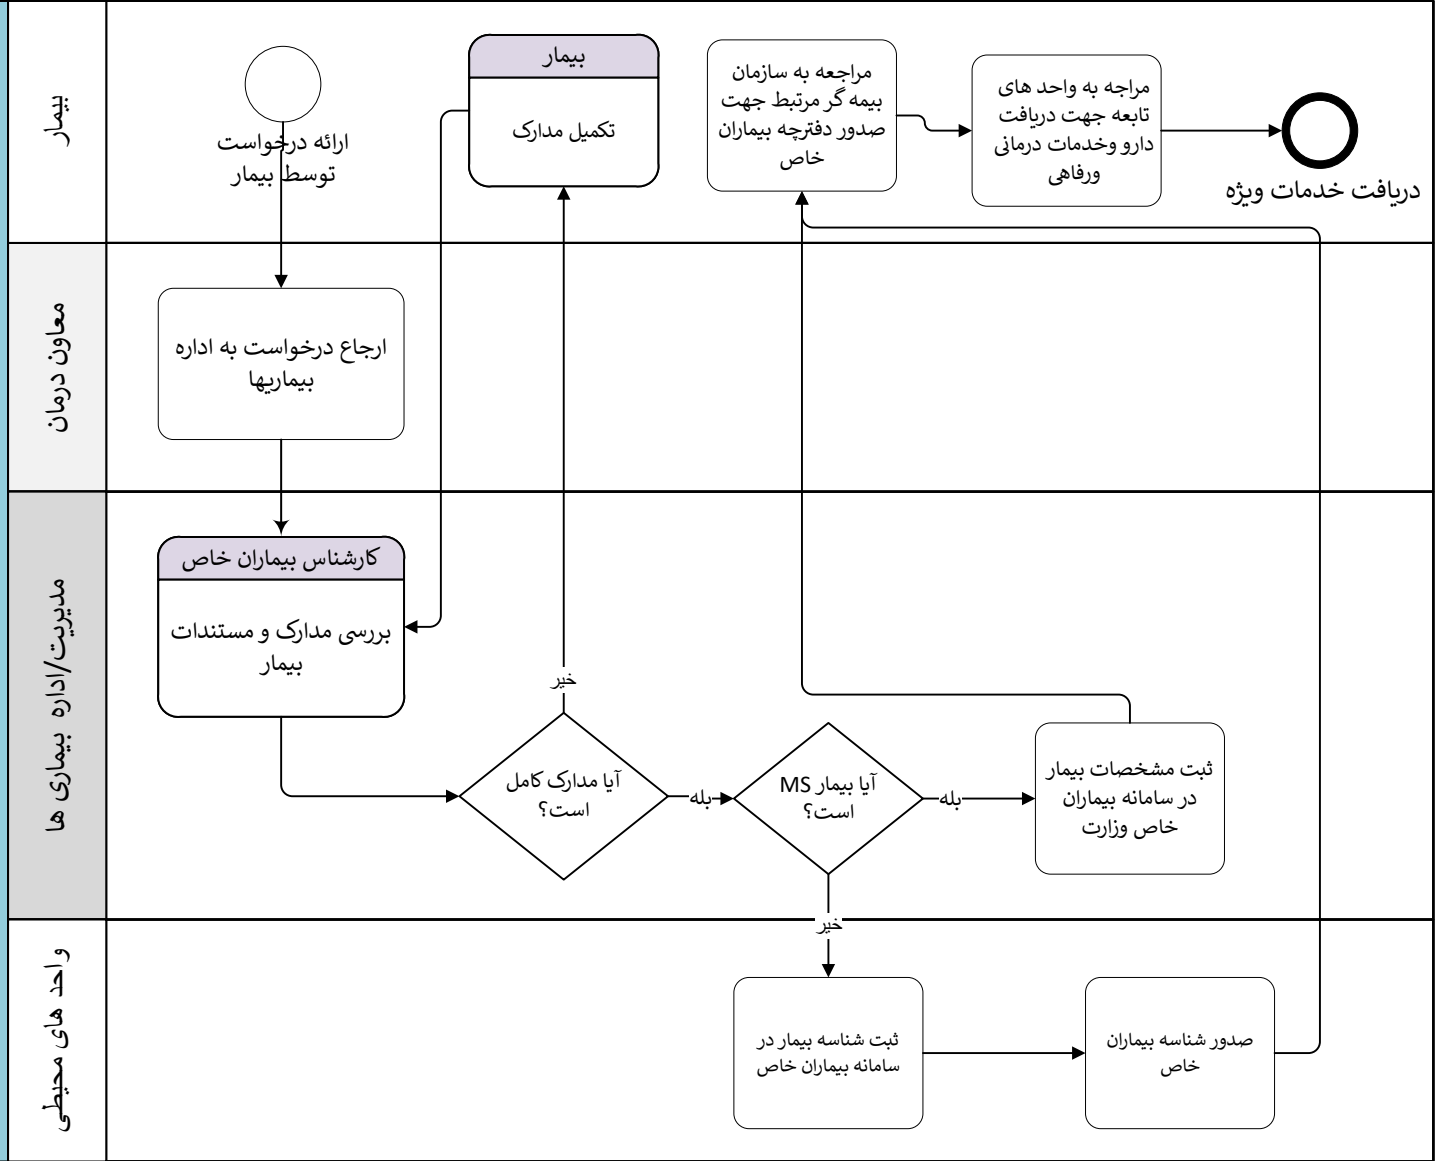 بیمار
ارائه درخواست
توسط بیمار
بیمار
تکمیل مدارک
مراجعه به سازمان
بیمه گر مرتبط جهت
صدور دفترچه بیماران
خاص
مراجه به واحد های
تابعه جهت دریافت
دارو وخدمات درمانی
ورفاهی
دریافت خدمات ویژه
معاون درمان
ارجاع درخواست به اداره
بیماریها
مدیریت/اداره بیماری ها
کارشناس بیماران خاص
بررسی مدارک و مستندات
بیمار
خیر
آیا مدارک کامل
است؟
بله
آیا بیمار MS
است؟
بله
ثبت مشخصات بیمار
در سامانه بیماران
خاص وزارت
خیر
واحد های محیطی
ثبت شناسه بیمار در
سامانه بیماران خاص
صدور شناسه بیماران
خاص